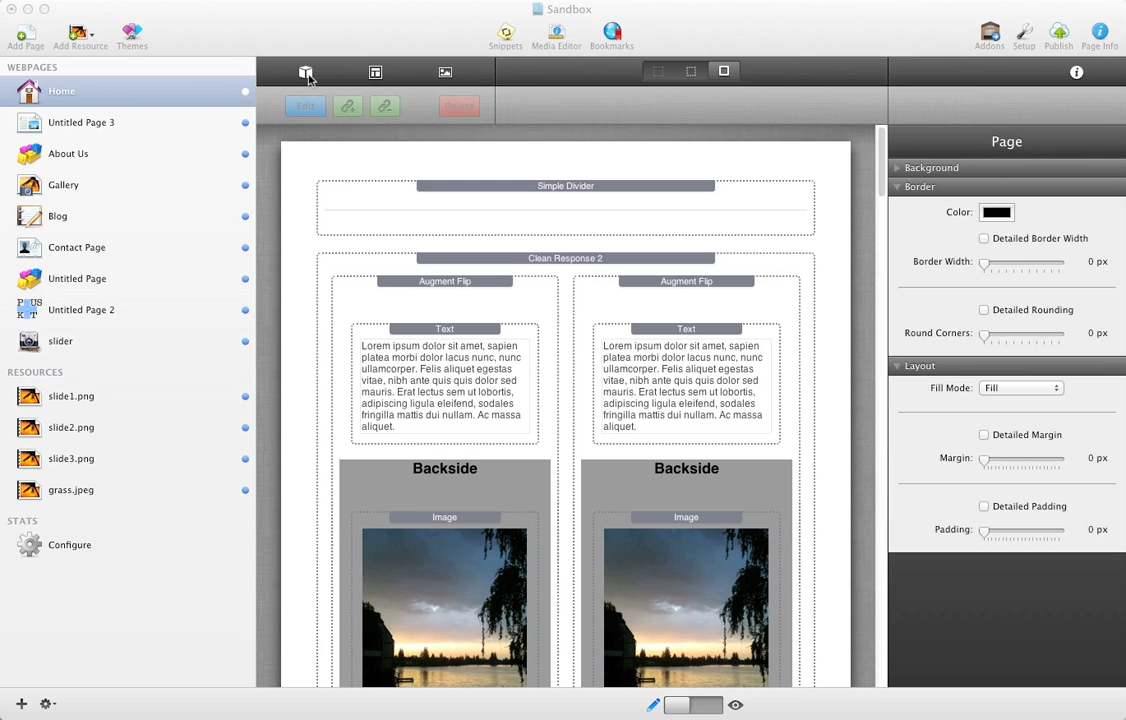 Sandbox
Add Page
Add Resource
Themes
Snippets
Media Editor
Bookmarks
Addons
Setup
Publish
Page Info
WEBPAGES
Home
Untitled Page 3
About Us
Gallery
Blog
Contact Page
Untitled Page
Untitled Page 2
slider
RESOURCES
slide1.png
slide2.png
slide3.png
grass.jpeg
STATS
Configure
Edit
Delete
Simple Divider
Clean Response 2
Augment Flip
Text
Lorem ipsum dolor sit amet, sapien
platea morbi dolor lacus nunc, nunc
ullamcorper. Felis aliquet egestas
vitae, nibh ante quis quis dolor sed
mauris. Erat lectus sem ut lobortis,
adipiscing ligula eleifend, sodales
fringilla mattis dui nullam. Ac massa
aliquet.
Backside
Image
Augment Flip
Text
Lorem ipsum dolor sit amet, sapien
platea morbi dolor lacus nunc, nunc
ullamcorper. Felis aliquet egestas
vitae, nibh ante quis quis dolor sed
mauris. Erat lectus sem ut lobortis,
adipiscing ligula eleifend, sodales
fringilla mattis dui nullam. Ac massa
aliquet.
Backside
Image
Page
Background
Border
Color:
Detailed Border Width
Border Width: 0 px
Detailed Rounding
Round Corners: 0 px
Layout
Fill Mode: Fill
Detailed Margin
Margin: 0 px
Detailed Padding
Padding: 0 px